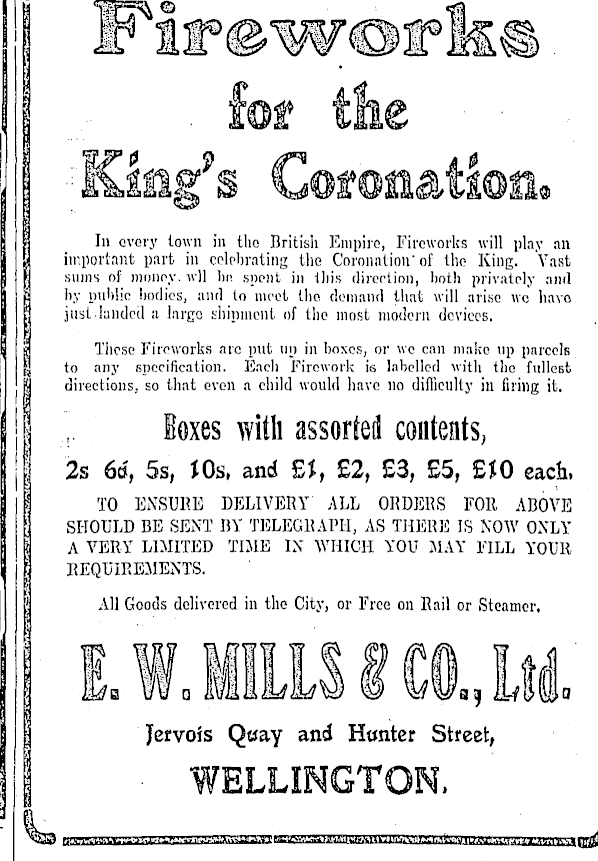 Fireworks
for the
King's Coronation.
In every town in the British Empire, Fireworks will play an
important part in celebrating the Coronation of the King. Vast
sums of money. wll be spent in this direction, both privately and
by public bodies, and to meet the demand that will arise we have
just landed a large shipment of the most modern devices.
These Fireworks are put up in boxes, or we can make up parcels
to any specification. Each Firework is labelled with the fullest
directions, so that even a child would have no difficulty in firing it.
Boxes with assorted contents,
2s 6d, 5s, 10s, and £1, £2, £3, £5, £10 each.
TO ENSURE DELIVERY ALL ORDERS FOR ABOVE
SHOULD BE SENT BY TELEGRAPH, AS THERE IS NOW ONLY
A VERY LIMITED TIME IN WHICH YOU MAY FILL YOUR
REQUIREMENTS.
All Goods delivered in the City, or Free on Rail or Steamer.
E. W. MILLS & CO., Ltd.
Jervois Quay and Hunter Street,
WELLINGTON.